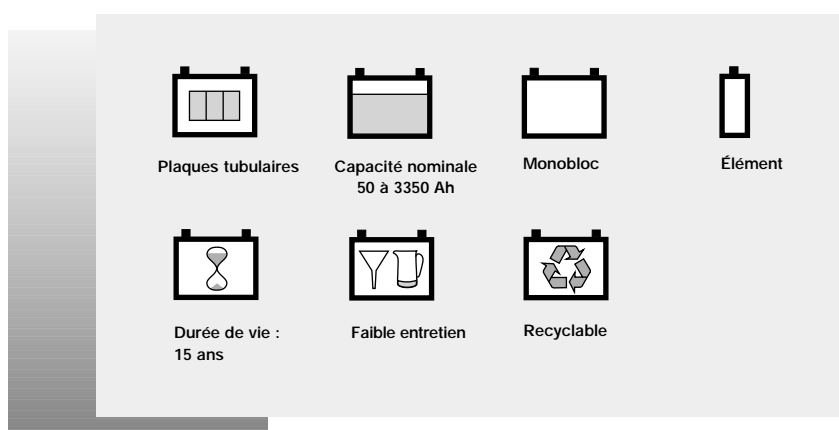 Plaques tubulaires
Capacité nominale
50 à 3350 Ah
Monobloc
Élément
Durée de vie :
15 ans
Faible entretien
Recyclable